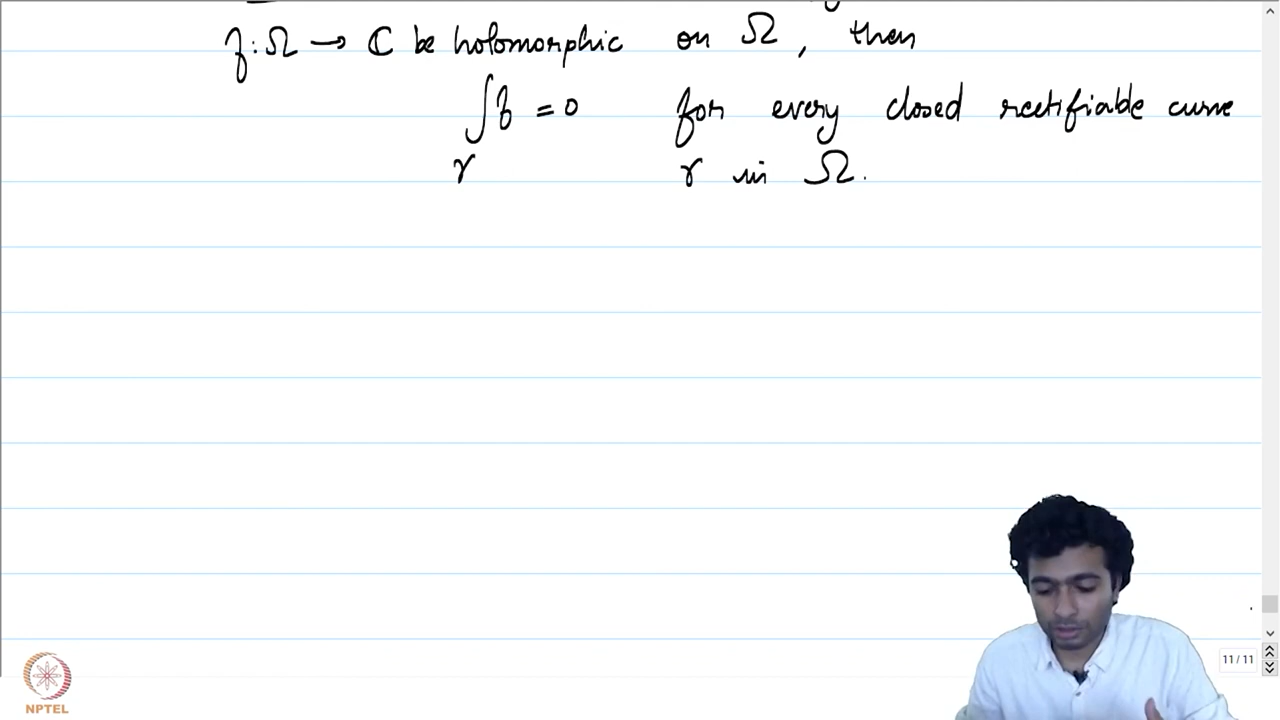 f: Ω → ℂ be holomorphic on Ω, then
∫f = 0 for every closed rectifiable curve
γ γ in Ω.
11 / 11
NPTEL